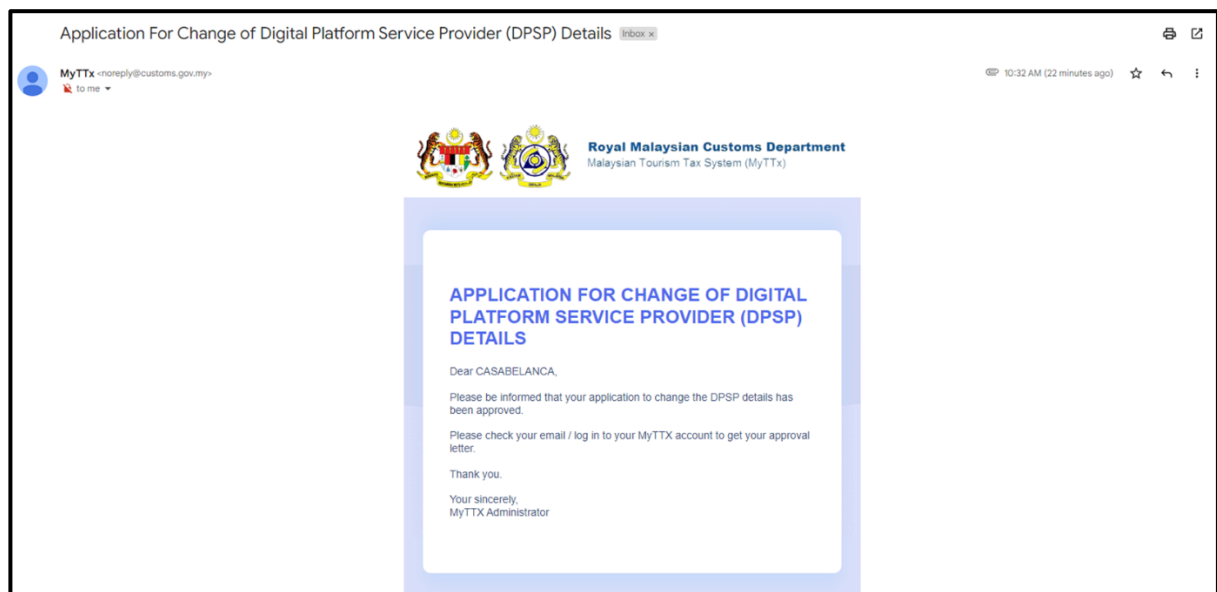 Application For Change of Digital Platform Service Provider (DPSP) Details Inbox x
MyTTx <noreply@customs.gov.my>
10:32 AM (22 minutes ago)
to me
Royal Malaysian Customs Department
Malaysian Tourism Tax System (MyTTx)
APPLICATION FOR CHANGE OF DIGITAL
PLATFORM SERVICE PROVIDER (DPSP)
DETAILS
Dear CASABELANCA,
Please be informed that your application to change the DPSP details has
been approved.
Please check your email / log in to your MyTTX account to get your approval
letter.
Thank you.
Your sincerely,
MyTTX Administrator